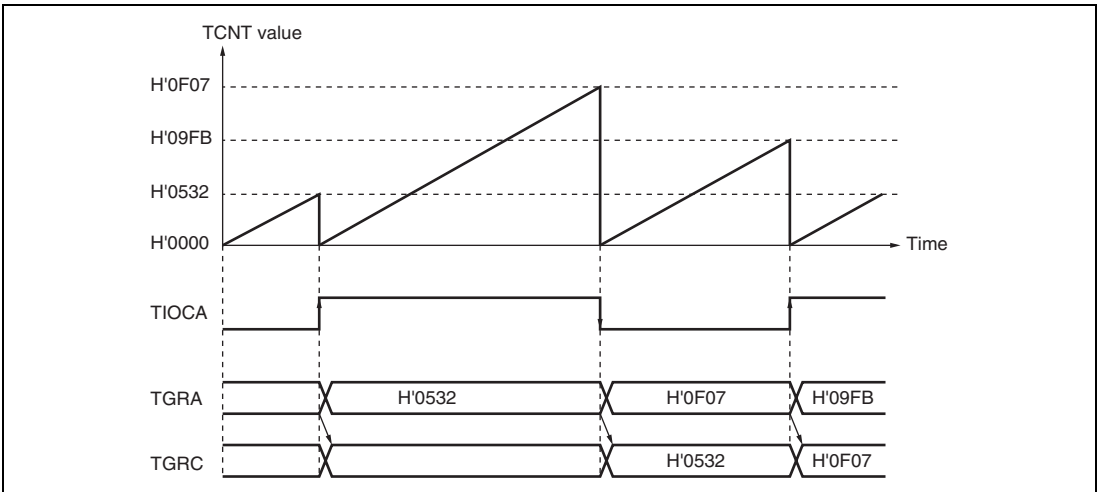 TCNT value
H'0F07
H'09FB
H'0532
H'0000
Time
TIOCA
TGRA
H'0532
H'0F07
H'09FB
TGRC
H'0532
H'0F07